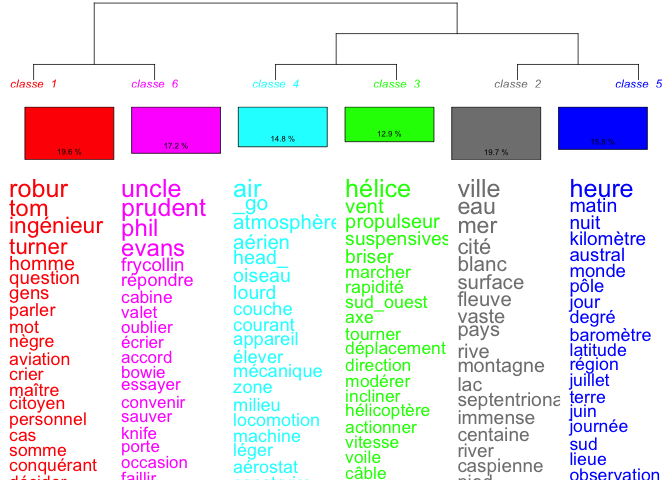 classe 1
classe 6
classe 4
classe 3
classe 2
classe 5
19.6 %
17.2 %
14.8 %
12.9 %
19.7 %
robur
tom
ingénieur
turner
homme
question
gens
parler
mot
nègre
aviation
crier
maître
citoyen
personnel
cas
somme
conquérant
décider
uncle
prudent
phil
evans
frycollin
répondre
cabine
valet
oublier
écrier
accord
bowie
essayer
convenir
sauver
knife
porte
occasion
faillir
air
_go
atmosphère
aérien
head_
oiseau
lourd
couche
courant
appareil
élever
mécanique
zone
milieu
locomotion
machine
léger
aérostat
hélice
vent
propulseur
suspensives
briser
marcher
rapidité
sud_ouest
axe
tourner
déplacement
direction
modérer
incliner
hélicoptère
actionner
vitesse
voile
câble
ville
eau
mer
cité
blanc
surface
fleuve
vaste
pays
rive
montagne
lac
septentriona
immense
centaine
river
caspienne
pied
heure
matin
nuit
kilomètre
austral
monde
pôle
jour
degré
baromètre
latitude
région
juillet
terre
juin
journée
sud
lieue
observation